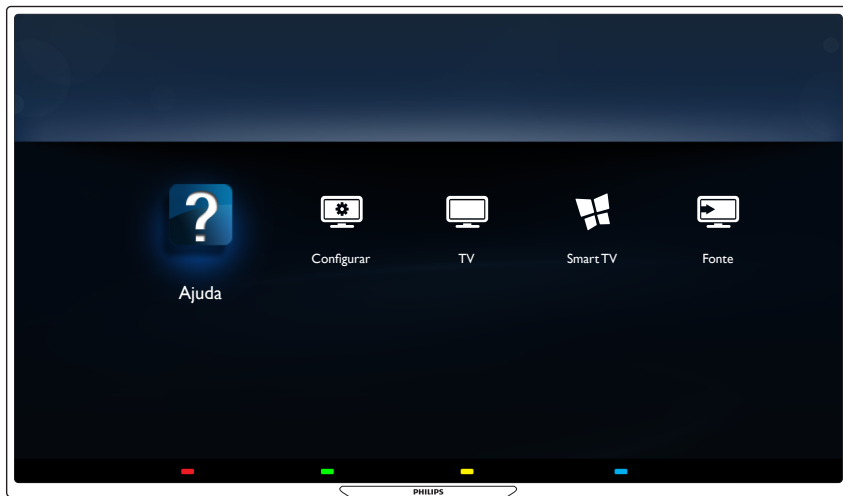 ?
Configurar
TV
Smart TV
Fonte
Ajuda
PHILIPS